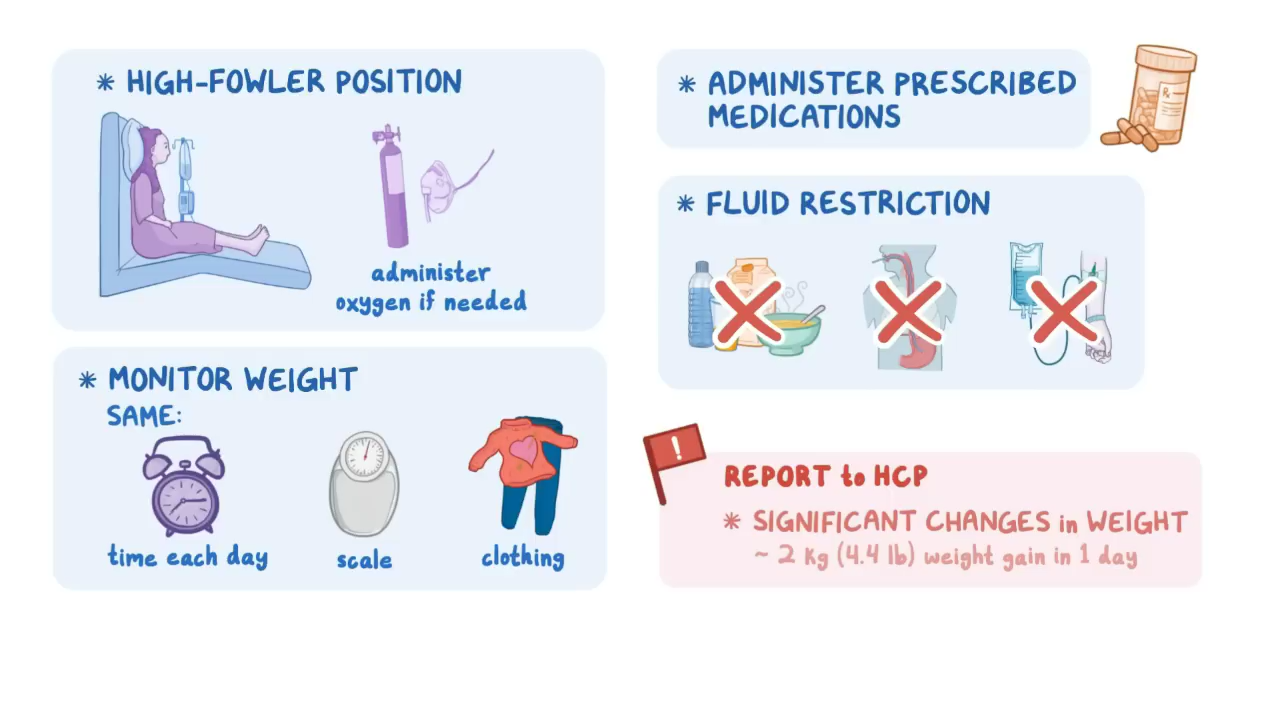 * HIGH-FOWLER POSITION
administer
oxygen if needed
* MONITOR WEIGHT
SAME:
time each day
scale
clothing
* ADMINISTER PRESCRIBED
MEDICATIONS
Rx
* FLUID RESTRICTION
!
REPORT to HCP
* SIGNIFICANT CHANGES in WEIGHT
~ 2 Kg (4.4 lb) weight gain in 1 day